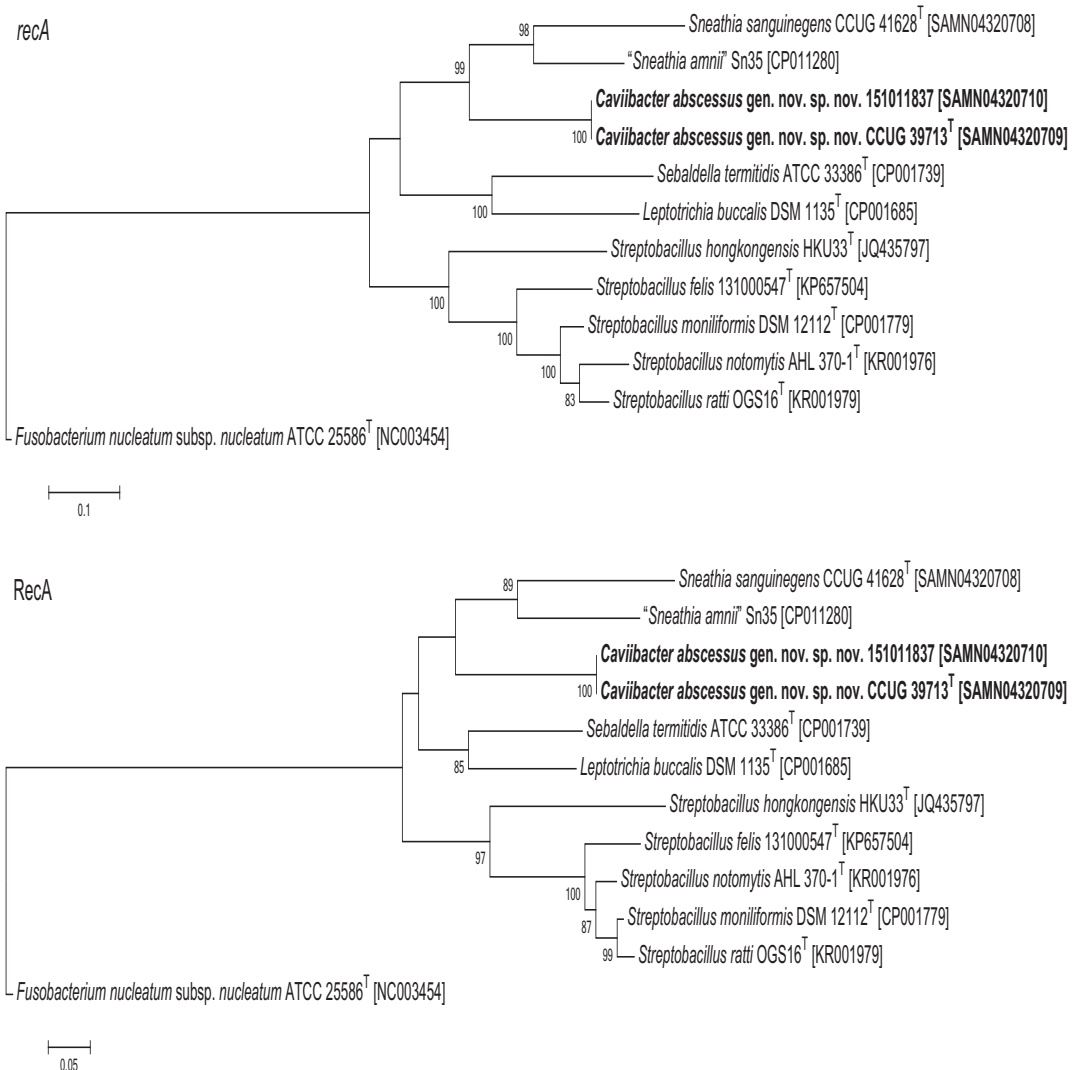 recA
98
Sneathia sanguinegens CCUG 41628T [SAMN04320708]
99
"Sneathia amnii" Sn35 [CP011280]
Caviibacter abscessus gen. nov. sp. nov. 151011837 [SAMN04320710]
100
Caviibacter abscessus gen. nov. sp. nov. CCUG 39713T [SAMN04320709]
Sebaldella termitidis ATCC 33386T [CP001739]
100
Leptotrichia buccalis DSM 1135T [CP001685]
Streptobacillus hongkongensis HKU33T [JQ435797]
100
Streptobacillus felis 131000547T [KP657504]
100
Streptobacillus moniliformis DSM 12112T [CP001779]
100
Streptobacillus notomytis AHL 370-1T [KR001976]
83
Streptobacillus ratti OGS16T [KR001979]
Fusobacterium nucleatum subsp. nucleatum ATCC 25586T [NC003454]
0.1
RecA
89
Sneathia sanguinegens CCUG 41628T [SAMN04320708]
"Sneathia amnii" Sn35 [CP011280]
Caviibacter abscessus gen. nov. sp. nov. 151011837 [SAMN04320710]
100
Caviibacter abscessus gen. nov. sp. nov. CCUG 39713T [SAMN04320709]
Sebaldella termitidis ATCC 33386T [CP001739]
85
Leptotrichia buccalis DSM 1135T [CP001685]
Streptobacillus hongkongensis HKU33T [JQ435797]
97
Streptobacillus felis 131000547T [KP657504]
100
Streptobacillus notomytis AHL 370-1T [KR001976]
87
Streptobacillus moniliformis DSM 12112T [CP001779]
99
Streptobacillus ratti OGS16T [KR001979]
Fusobacterium nucleatum subsp. nucleatum ATCC 25586T [NC003454]
0.05